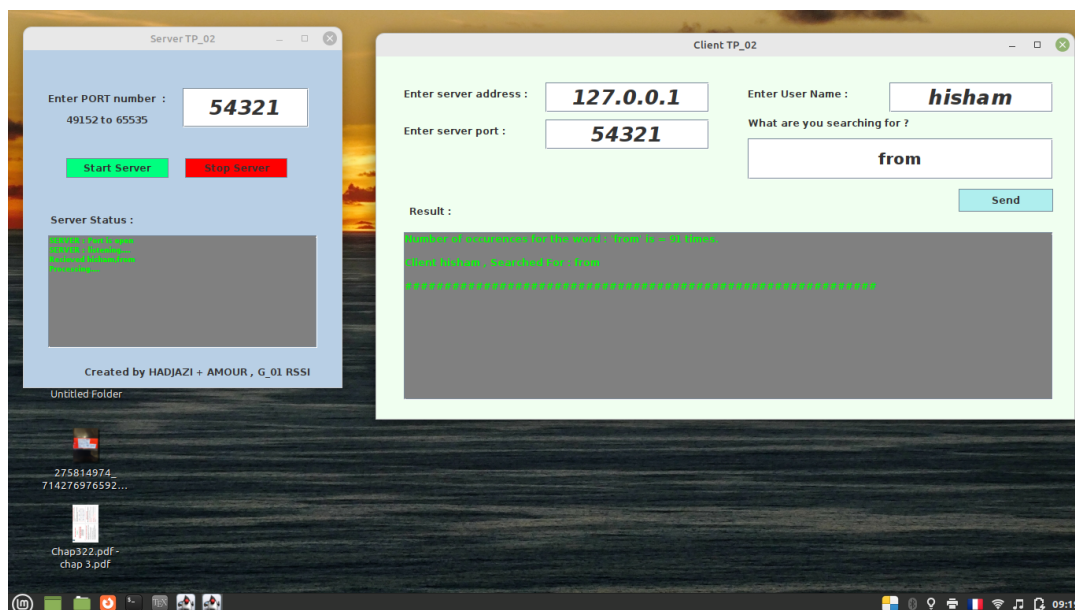 Server TP_02
Enter PORT number :
49152 to 65535
54321
Start Server
Stop Server
Server Status :
SERVER : Port is open
SERVER : listening....
Recieved hisham,from
Processing...
Created by HADJAZI + AMOUR , G_01 RSSI
Client TP_02
Enter server address :
127.0.0.1
Enter server port :
54321
Enter User Name :
hisham
What are you searching for ?
from
Send
Result :
Number of occurences for the word : 'from' is = 91 times.
Client hisham , Searched For : from
Untitled Folder
275814974_
714276976592...
Chap322.pdf -
chap 3.pdf
TEX